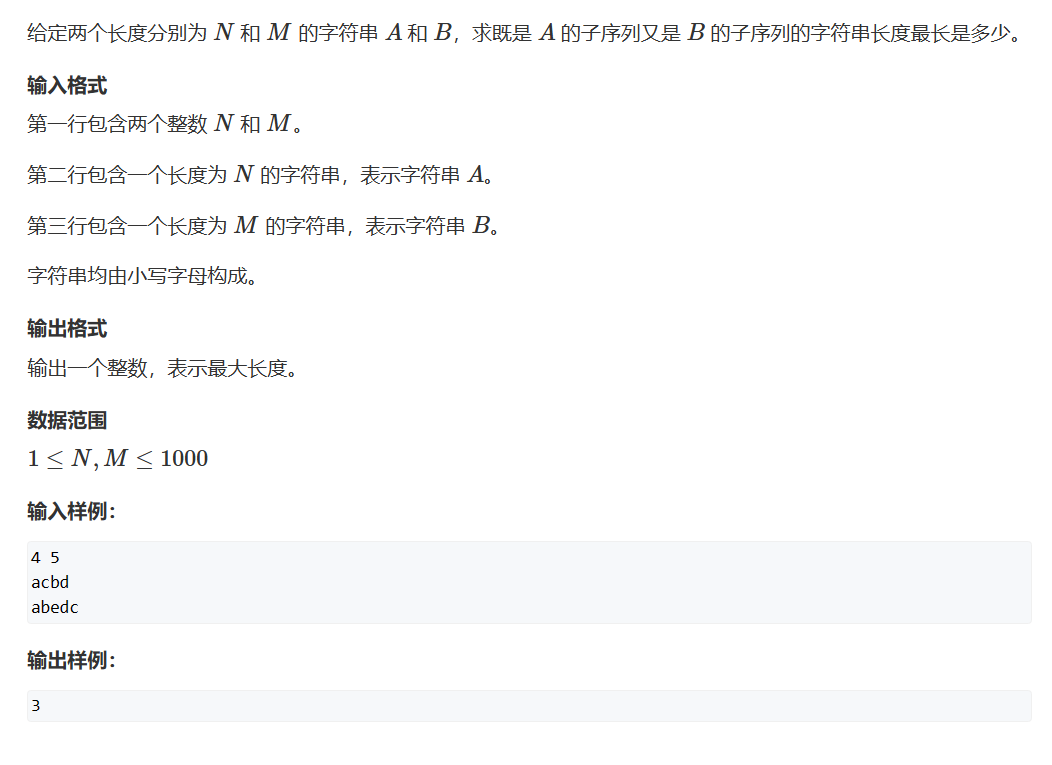 给定两个长度分别为 N 和 M 的字符串 A 和 B，求既是 A 的子序列又是 B 的子序列的字符串长度最长是多少。
输入格式
第一行包含两个整数 N 和 M。
第二行包含一个长度为 N 的字符串，表示字符串 A。
第三行包含一个长度为 M 的字符串，表示字符串 B。
字符串均由小写字母构成。
输出格式
输出一个整数，表示最大长度。
数据范围
1 ≤ N, M ≤ 1000
输入样例：
4 5
acbd
abedc
输出样例：
3